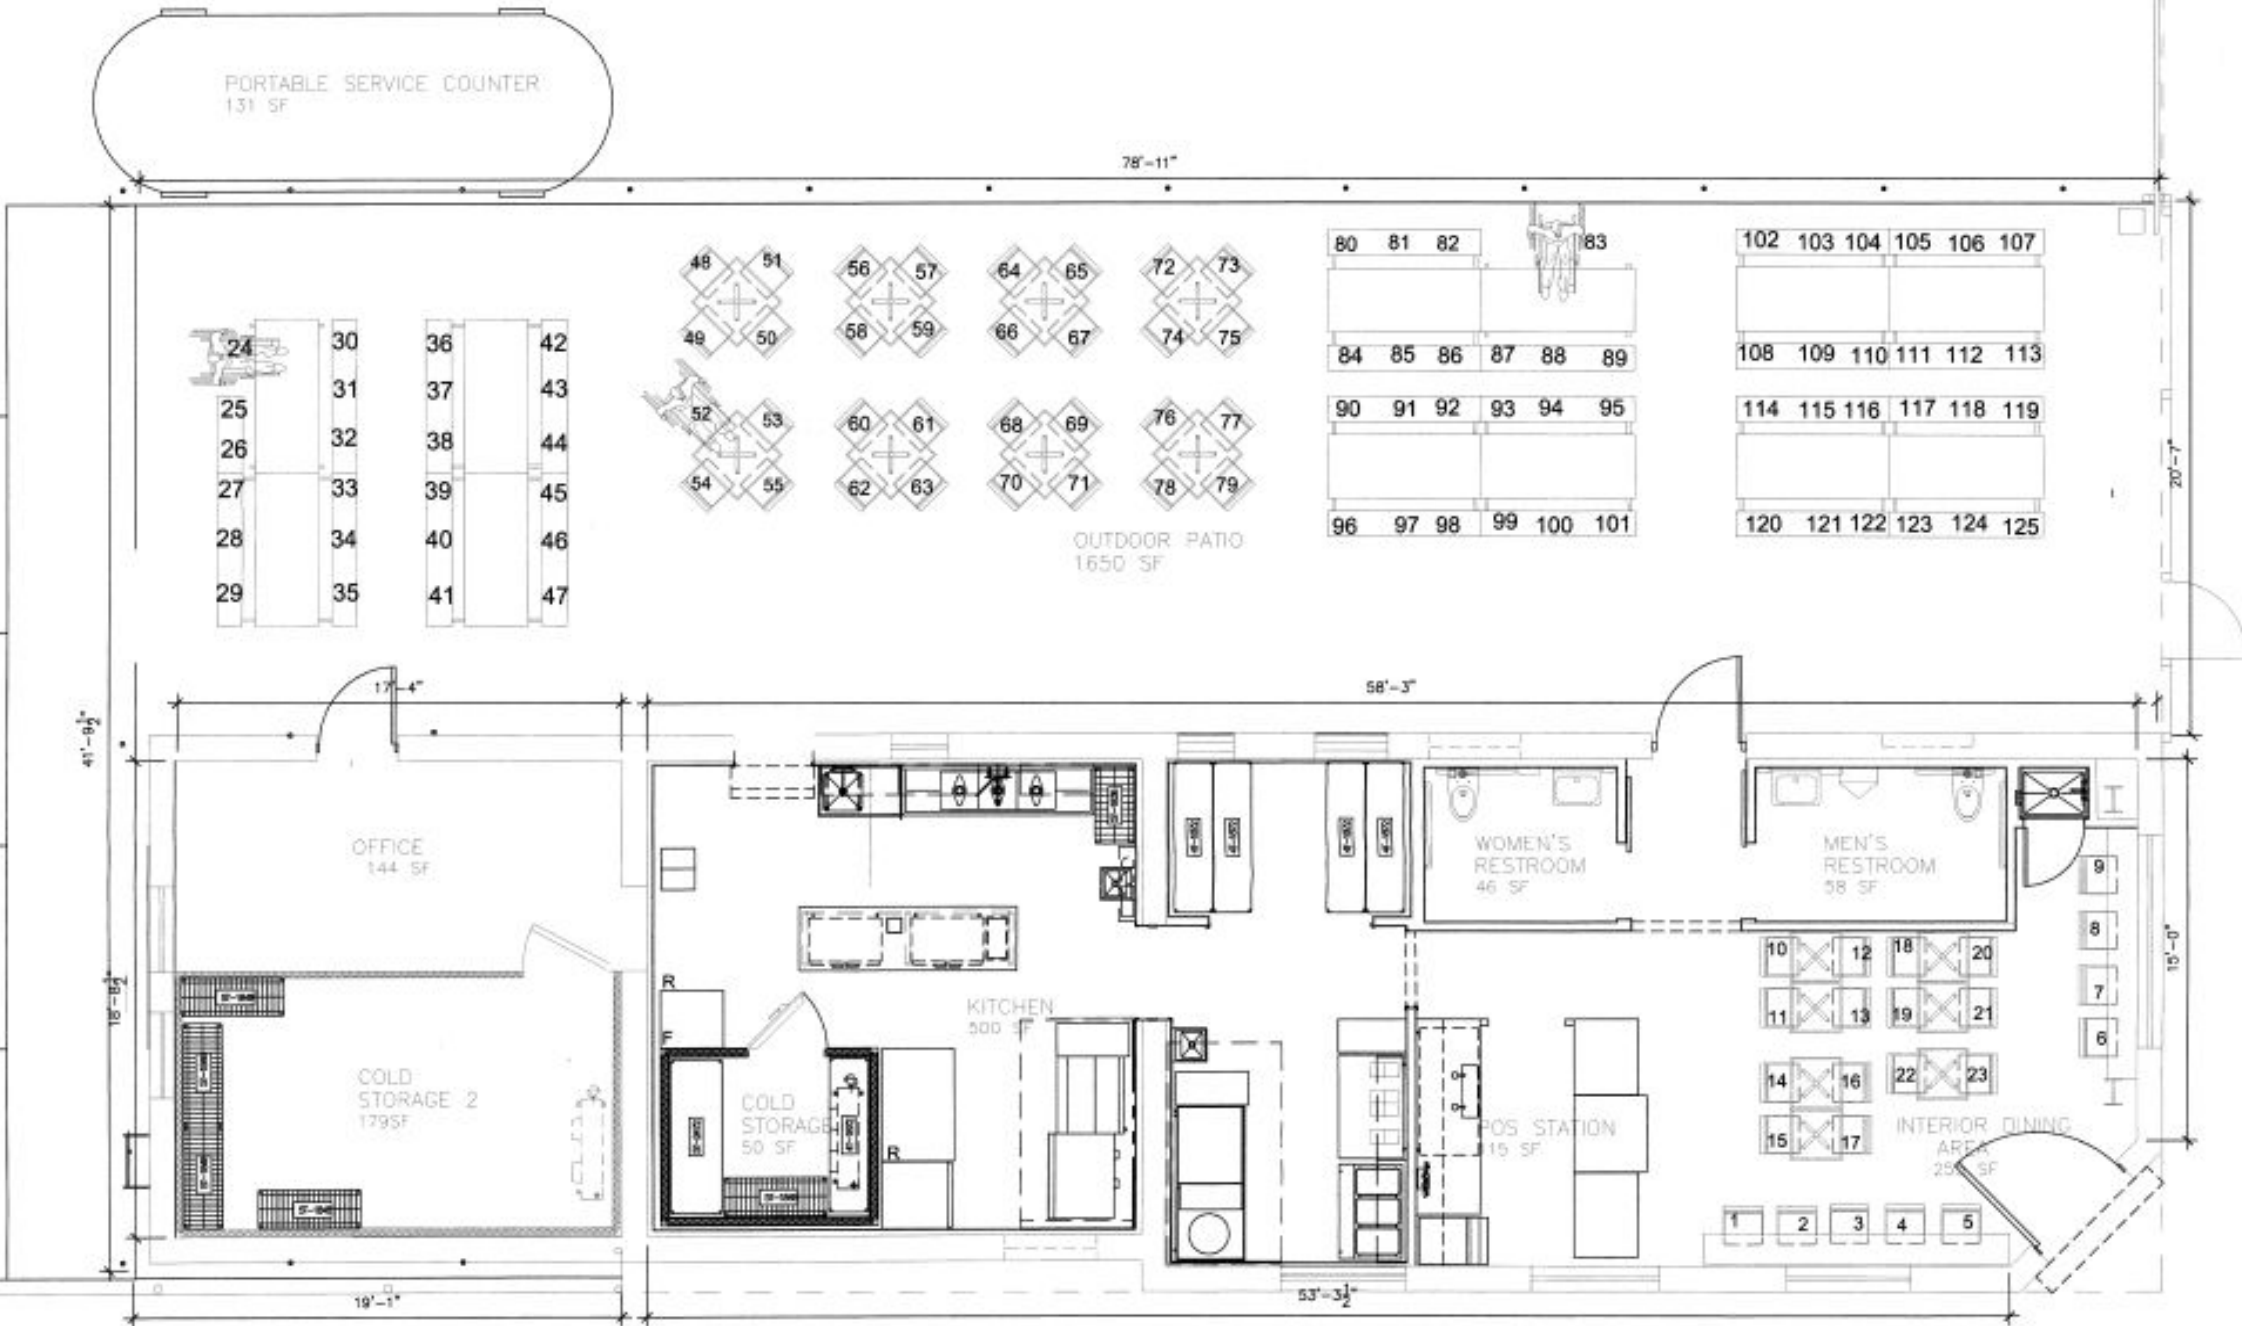 PORTABLE SERVICE COUNTER
131 SF
78'-11"
48 51 56 57 64 65 72 73
49 50 58 59 66 67 74 75
52 53 60 61 68 69 76 77
54 55 62 63 70 71 78 79
80 81 82 83
84 85 86 87 88 89
90 91 92 93 94 95
96 97 98 99 100 101
102 103 104 105 106 107
108 109 110 111 112 113
114 115 116 117 118 119
120 121 122 123 124 125
24 30 36 42
31 37 43
25
26 32 38 44
27 33 39 45
28 34 40 46
29 35 41 47
OUTDOOR PATIO
1650 SF
20'-7"
17'-4"
58'-3"
41'-9½"
OFFICE
144 SF
18'-8½"
COLD
STORAGE 2
179SF
KITCHEN
500 SF
R
F
COLD
STORAGE
50 SF
R
WOMEN'S
RESTROOM
46 SF
MEN'S
RESTROOM
58 SF
15'-0"
9
8
7
6
10 12 18 20
11 13 19 21
14 16 22 23
15 17
POS STATION
15 SF
INTERIOR DINING
AREA
SF
1 2 3 4 5
19'-1"
53'-3½"